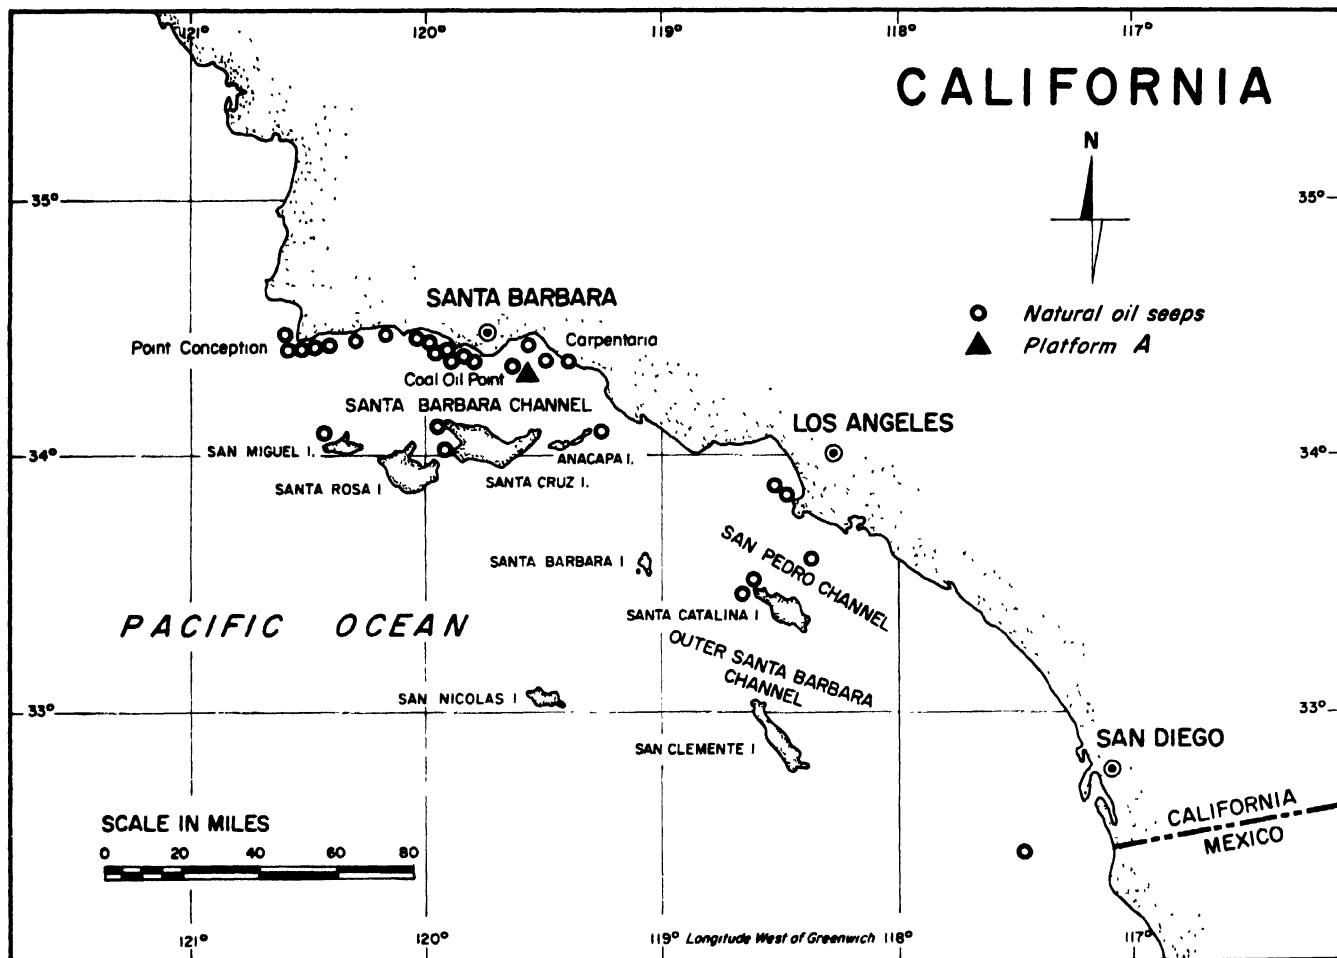 121° 120° 119° 118° 117°
CALIFORNIA
N
35° 35°
SANTA BARBARA
Natural oil seeps
Point Conception
Carpentaria
Platform A
Coal Oil Point
SANTA BARBARA CHANNEL
LOS ANGELES
34° 34°
SAN MIGUEL I.
ANACAPA I.
SANTA ROSA I
SANTA CRUZ I.
SAN PEDRO CHANNEL
SANTA BARBARA I
SANTA CATALINA I
PACIFIC OCEAN
OUTER SANTA BARBARA
CHANNEL
SAN NICOLAS I
33° 33°
SAN CLEMENTE I
SAN DIEGO
CALIFORNIA
MEXICO
SCALE IN MILES
0 20 40 60 80
121° 120° 119° Longitude West of Greenwich 118° 117°